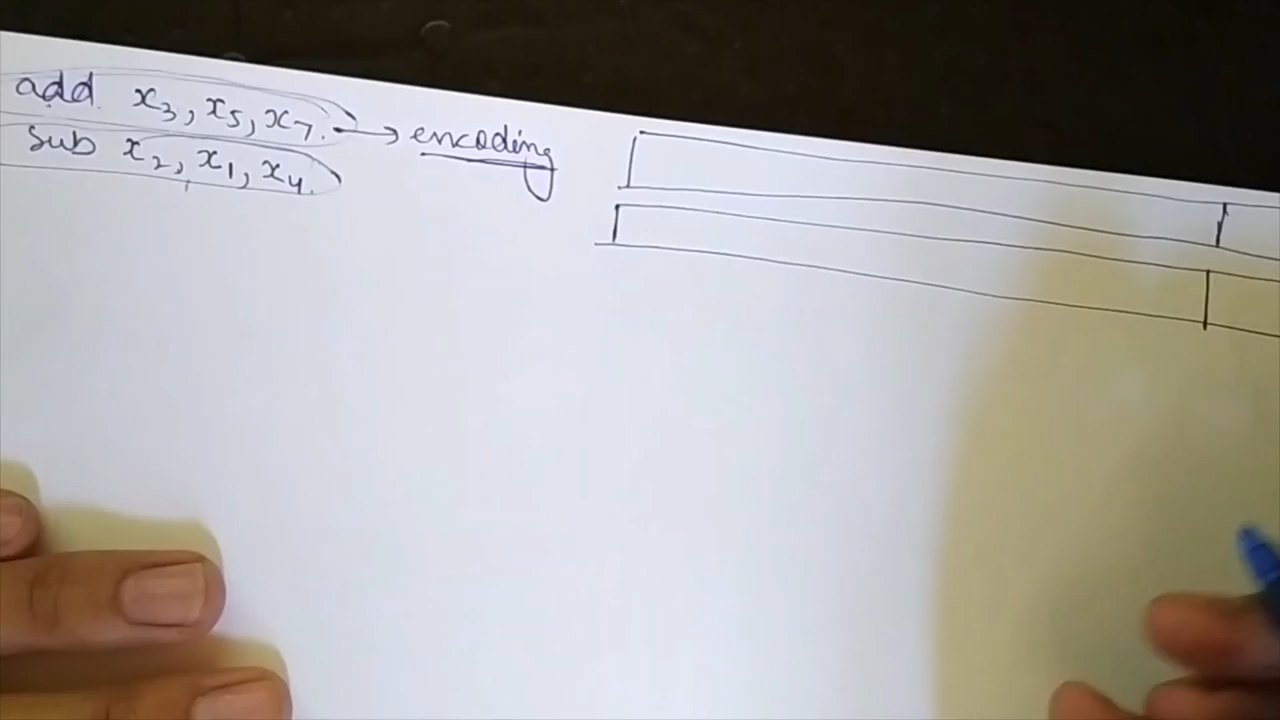 add x3, x5, x7. → encoding
sub x2, x1, x4.